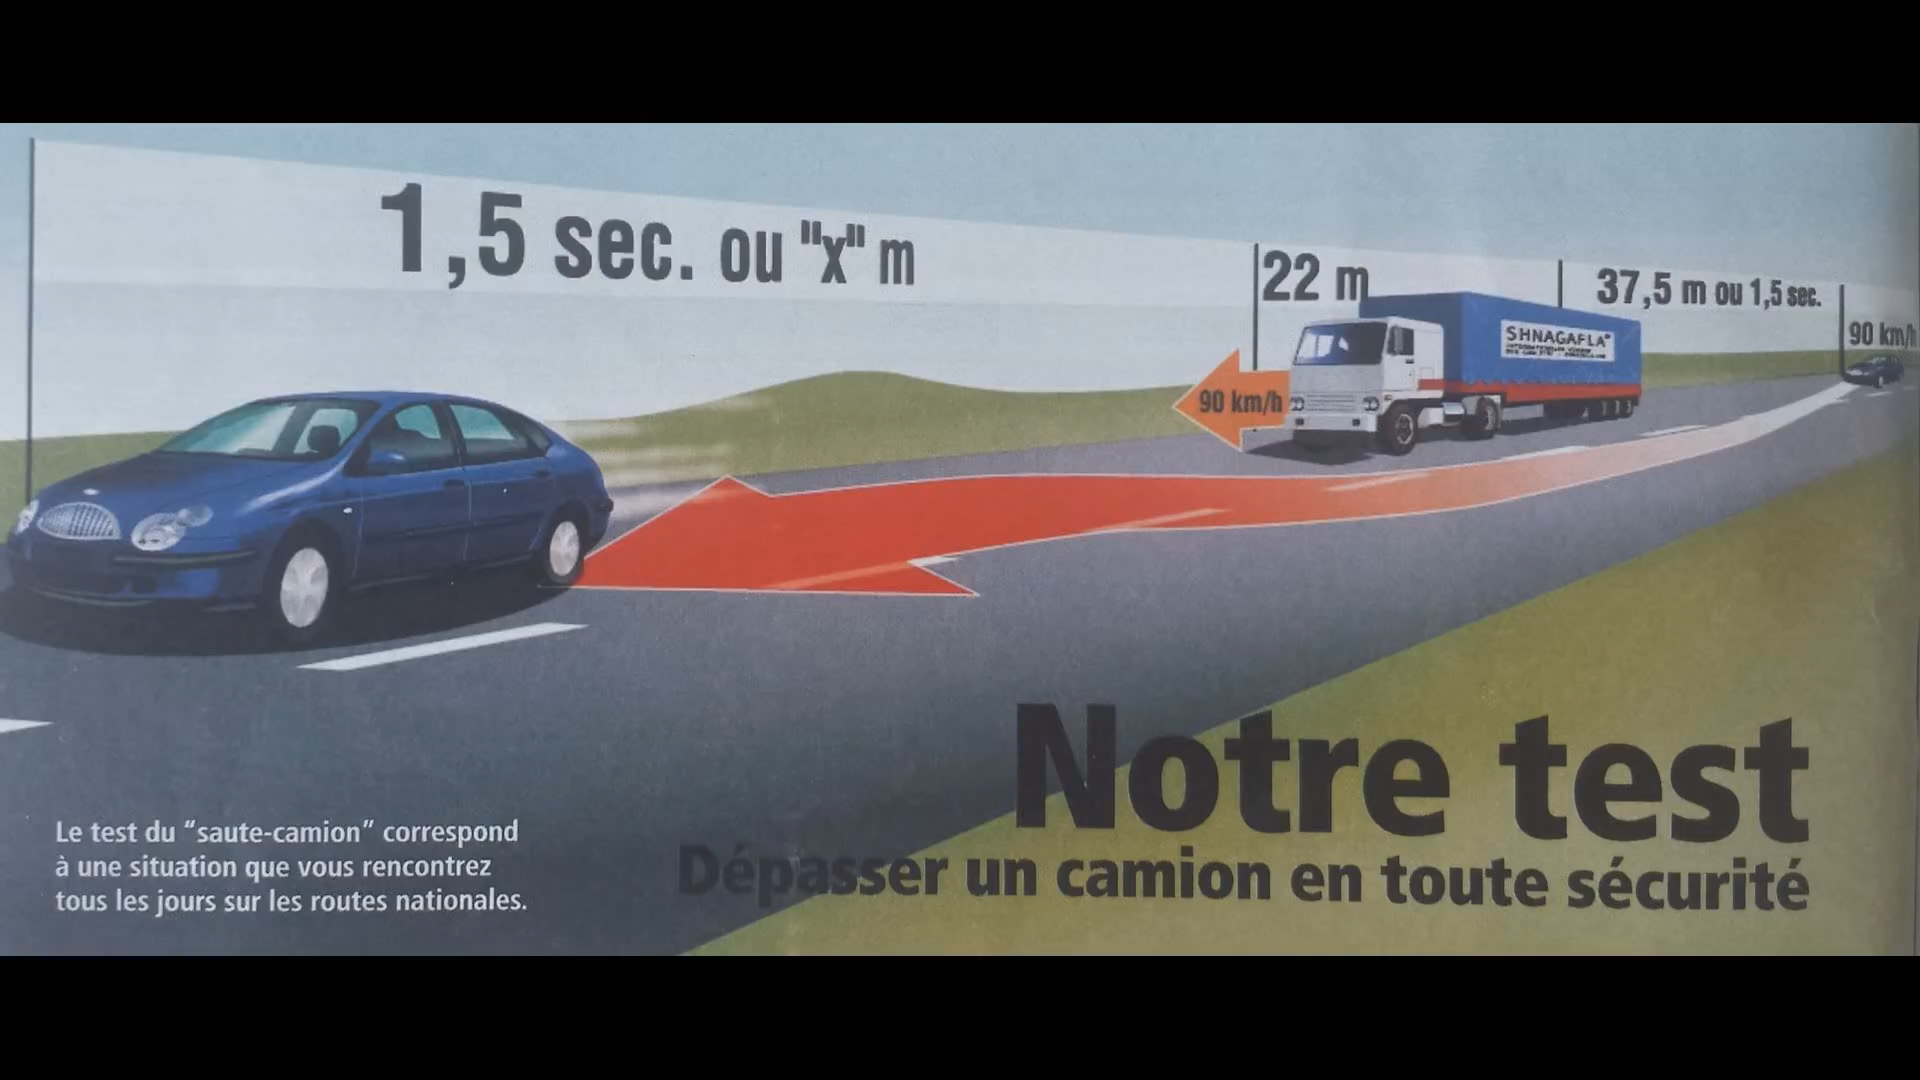 1,5 sec. ou "x" m
22 m
37,5 m ou 1,5 sec.
90 km/h
90 km/h
SHNAGAFLA
Notre test
Dépasser un camion en toute sécurité
Le test du “saute-camion” correspond
à une situation que vous rencontrez
tous les jours sur les routes nationales.